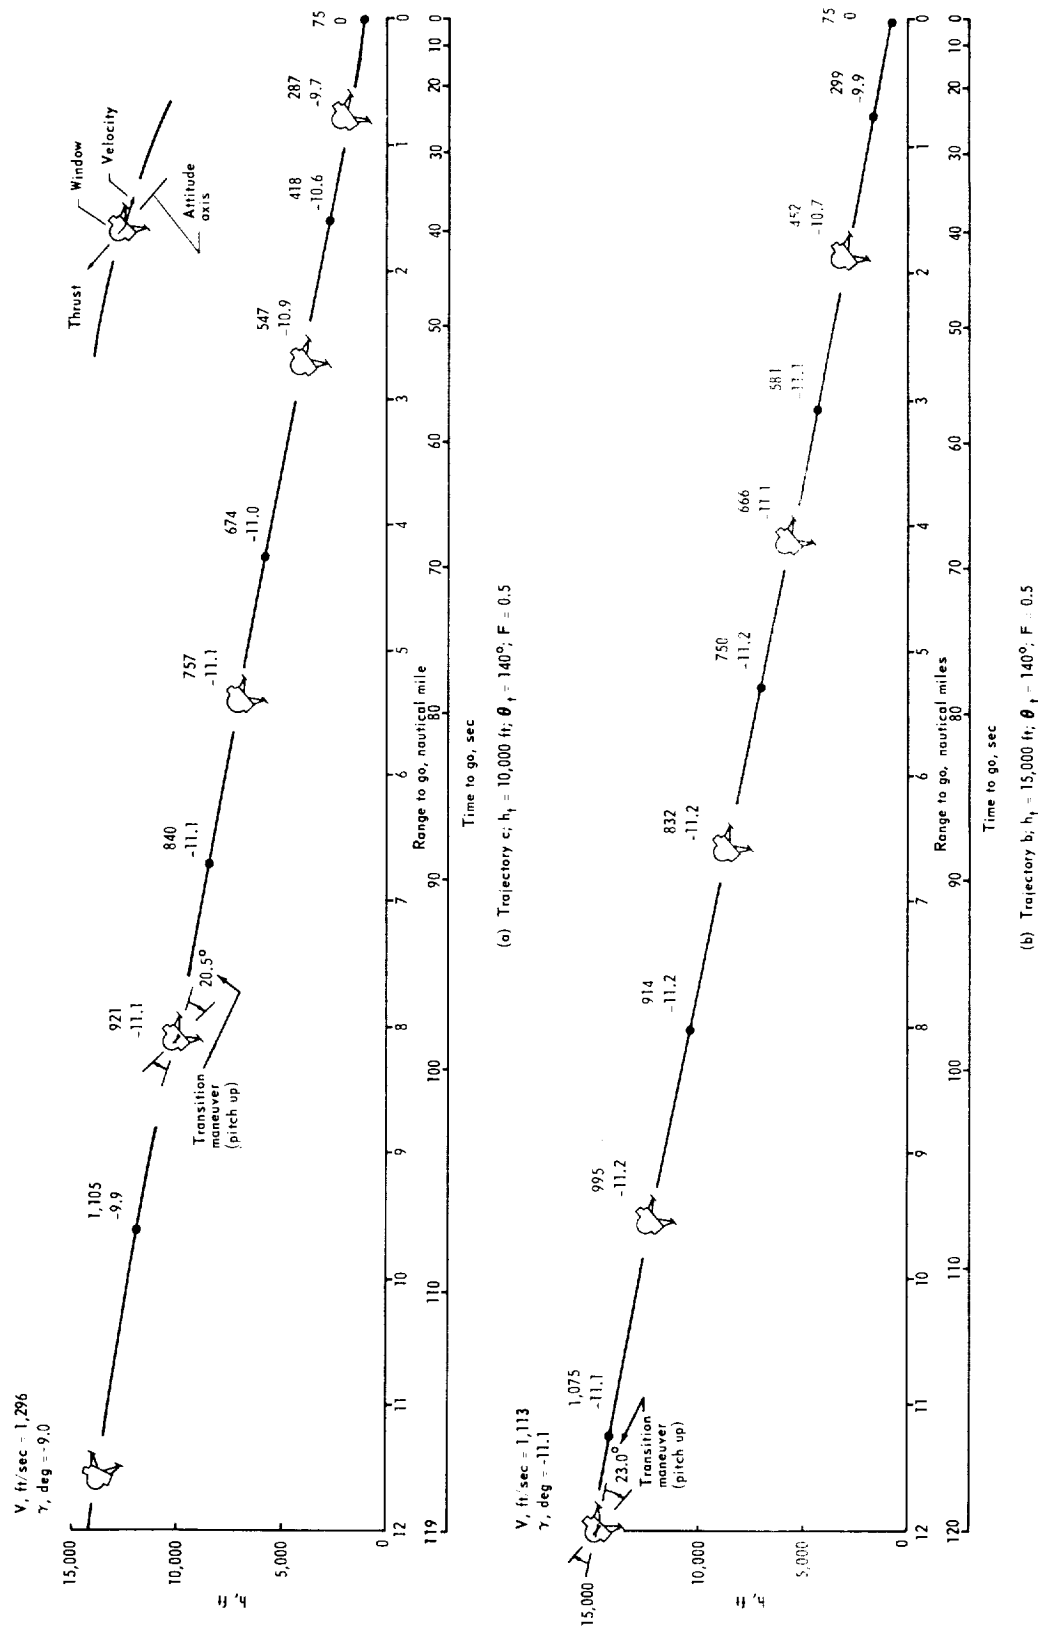 V, ft/sec = 1,296
γ, deg = -9.0
1,105
-9.9
921
-11.1
840
-11.1
757
-11.1
674
-11.0
547
-10.9
418
-10.6
287
-9.7
75
0
Thrust
Window
Velocity
Attitude
axis
20.5°
Transition
maneuver
(pitch up)
15,000
10,000
5,000
0
h, ft
12 11 10 9 8 7 6 5 4 3 2 1 0
Range to go, nautical mile
119 110 100 90 80 70 60 50 40 30 20 10 0
Time to go, sec
(a) Trajectory c; h_t = 10,000 ft; θ_t = 140°; F = 0.5
V, ft/sec = 1,113
γ, deg = -11.1
1,075
-11.1
995
-11.2
914
-11.2
832
-11.2
750
-11.2
666
-11.1
581
-11.1
452
-10.7
299
-9.9
75
0
23.0°
Transition
maneuver
(pitch up)
15,000
10,000
5,000
0
h, ft
12 11 10 9 8 7 6 5 4 3 2 1 0
Range to go, nautical miles
120 110 100 90 80 70 60 50 40 30 20 10 0
Time to go, sec
(b) Trajectory b; h_t = 15,000 ft; θ_t = 140°; F = 0.5